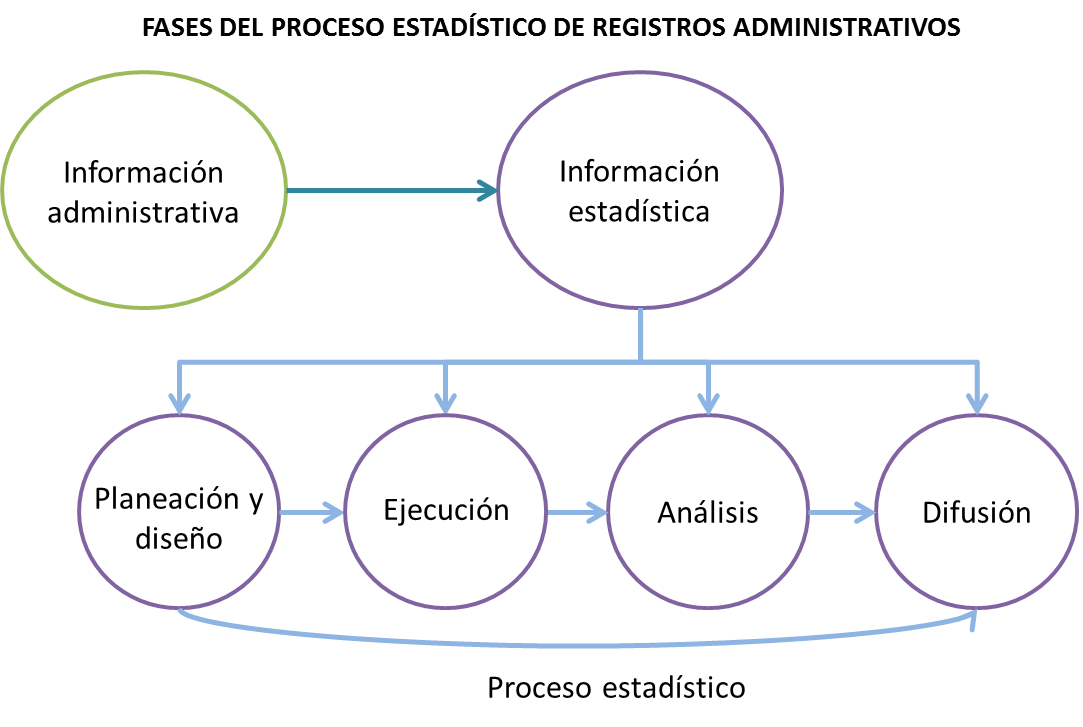 FASES DEL PROCESO ESTADÍSTICO DE REGISTROS ADMINISTRATIVOS
Información
administrativa
Información
estadística
Planeación y
diseño
Ejecución
Análisis
Difusión
Proceso estadístico